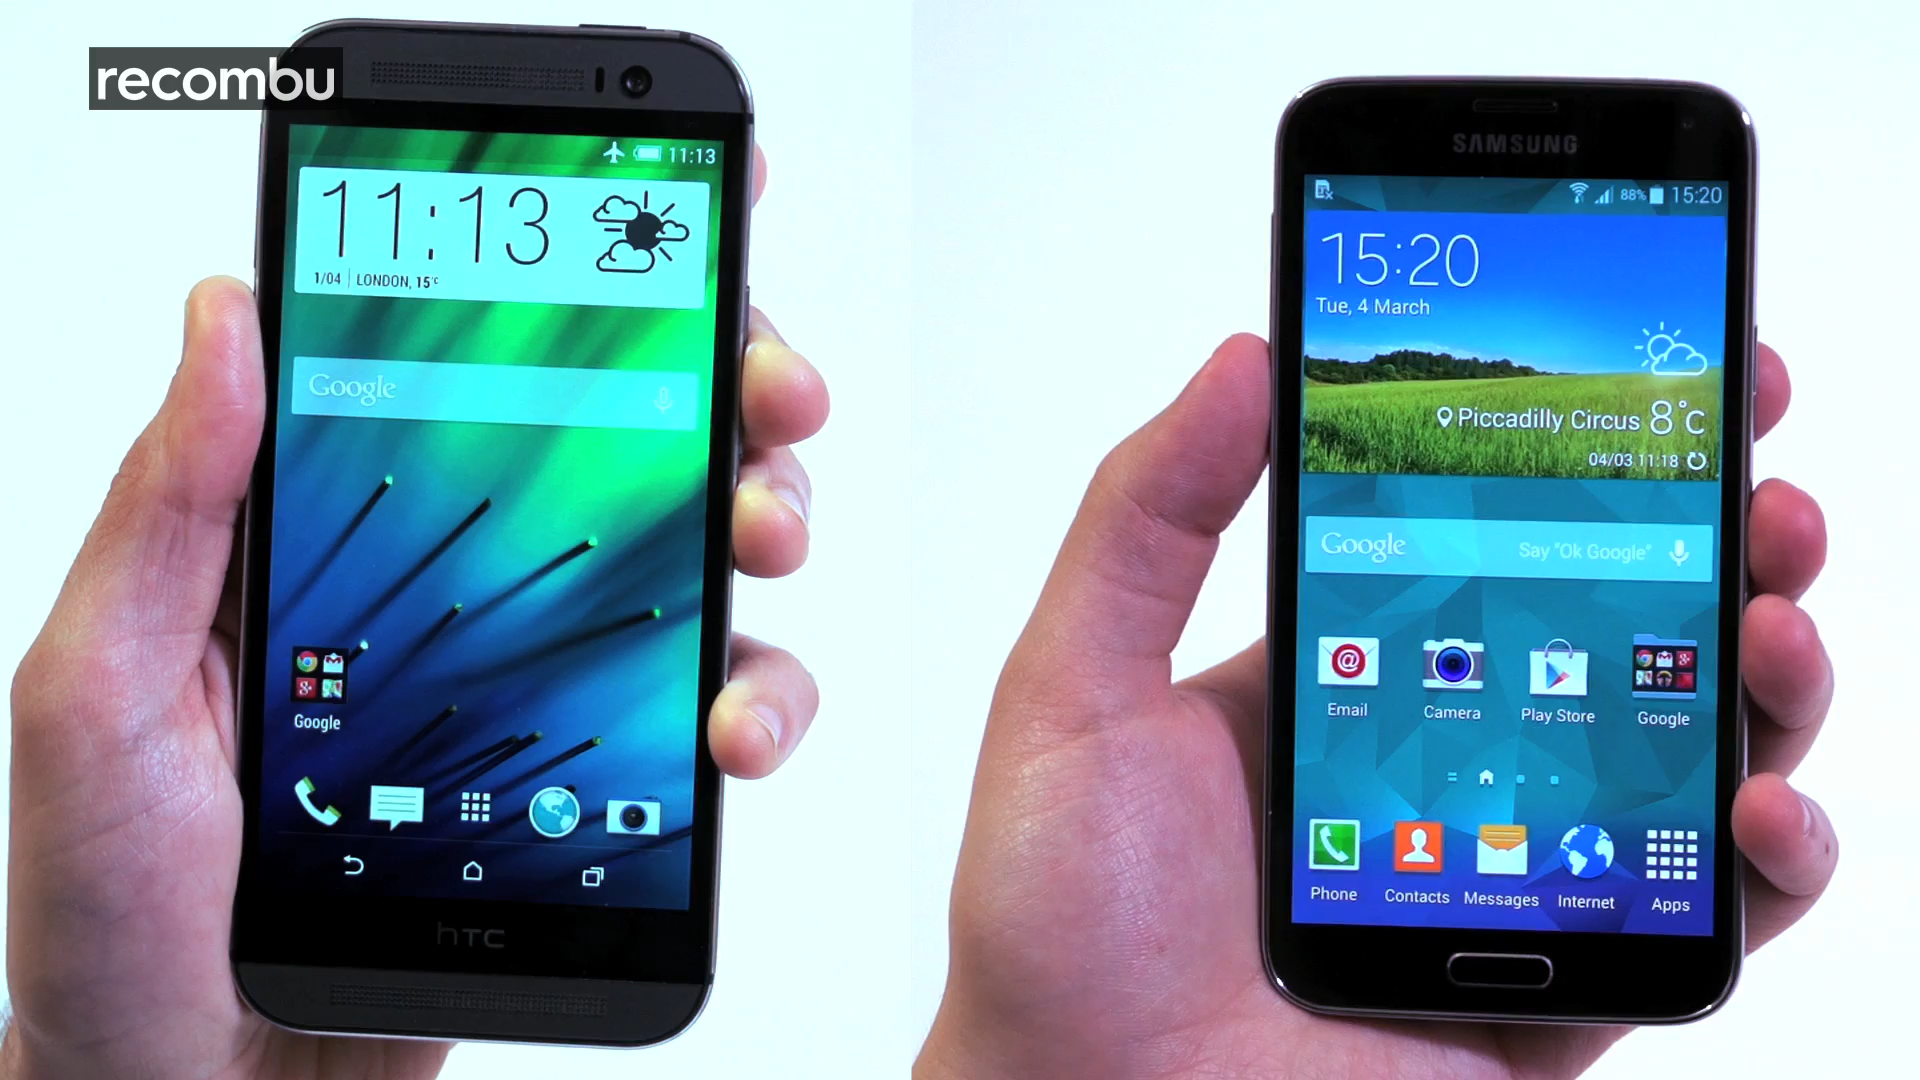 recombu
11:13
11:13
1/04 | LONDON, 15°C
Google
Google
htc
SAMSUNG
88% 15:20
15:20
Tue, 4 March
Piccadilly Circus 8°C
04/03 11:18
Google Say "Ok Google"
Email Camera Play Store Google
Phone Contacts Messages Internet Apps